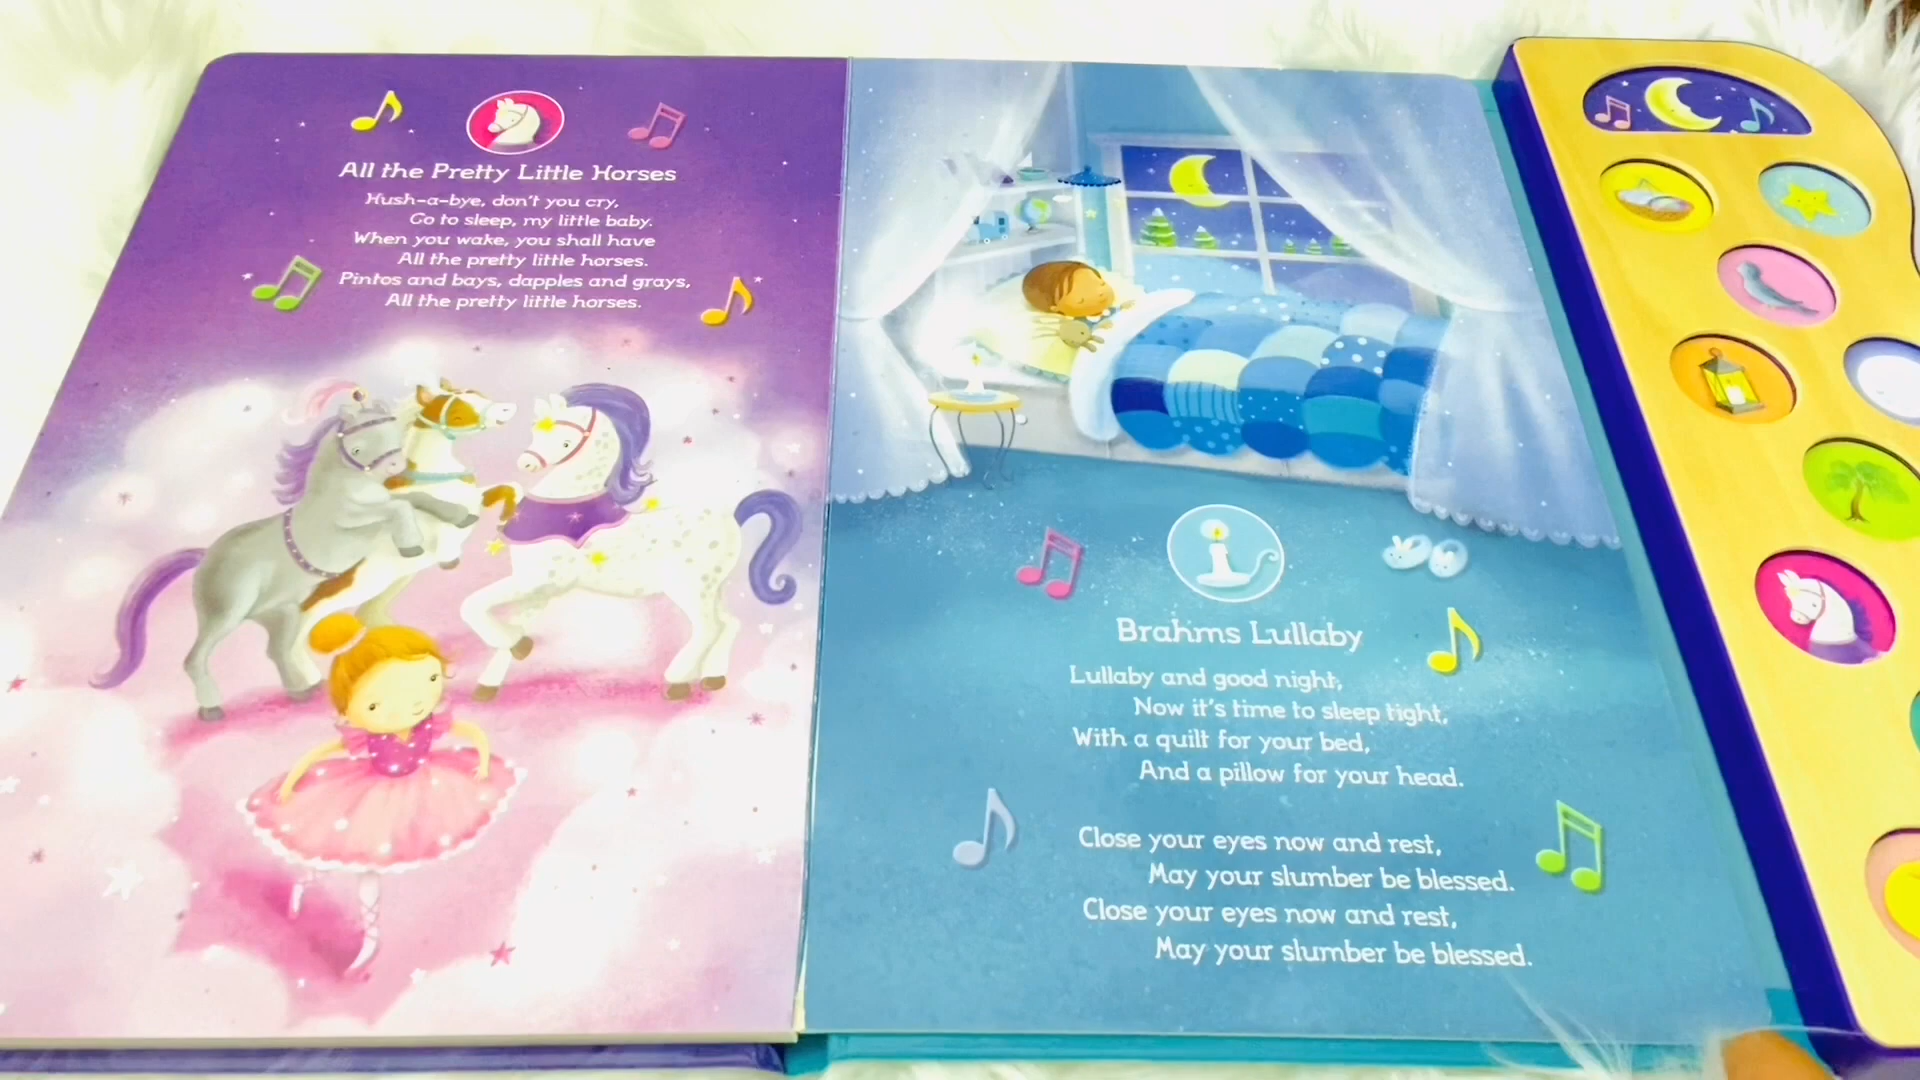 All the Pretty Little Horses
Hush-a-bye, don't you cry,
Go to sleep, my little baby.
When you wake, you shall have
All the pretty little horses.
Pintos and bays, dapples and grays,
All the pretty little horses.
Brahms Lullaby
Lullaby and good night,
Now it's time to sleep tight,
With a quilt for your bed,
And a pillow for your head.
Close your eyes now and rest,
May your slumber be blessed.
Close your eyes now and rest,
May your slumber be blessed.